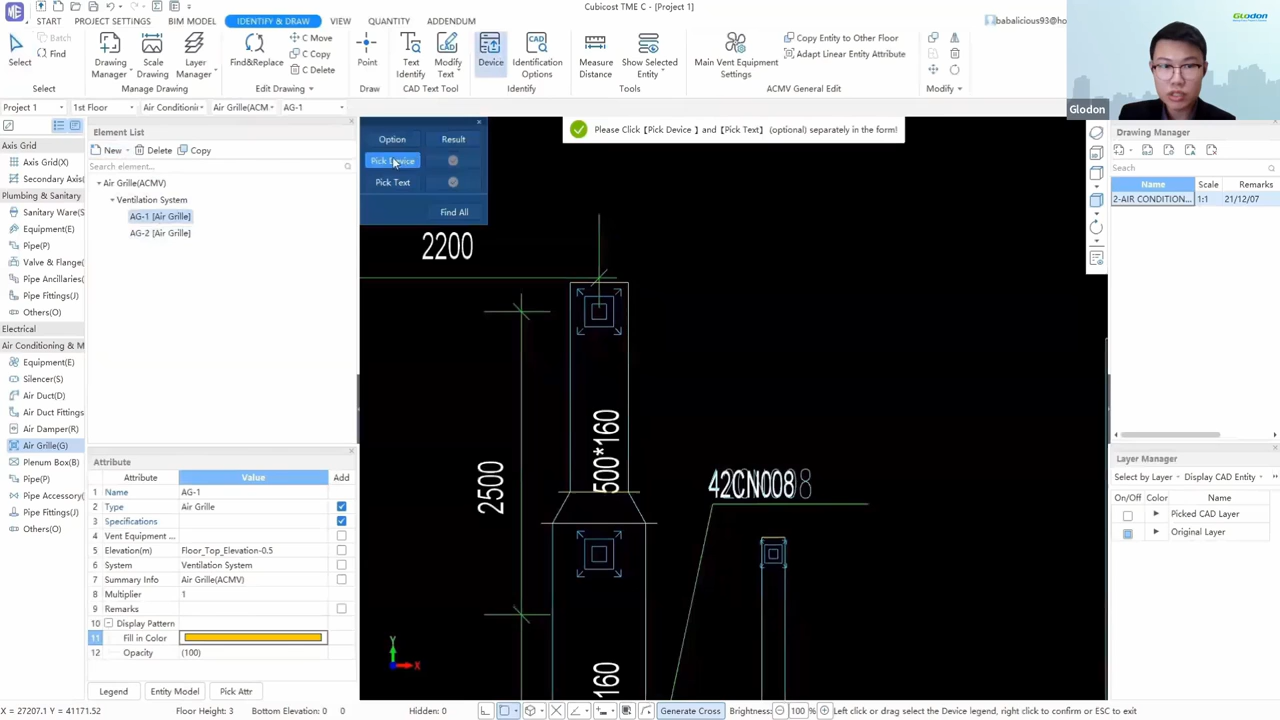 Cubicost TME C - [Project 1]
START PROJECT SETTINGS BIM MODEL IDENTIFY & DRAW VIEW QUANTITY ADDENDUM
babalicious93@ho
Glodon
Batch
Find
Select
Drawing Manager
Scale Drawing
Layer Manager
Find&Replace
C Move
C Copy
C Delete
Point
Text Identify
Modify Text
Device
Identification Options
Measure Distance
Show Selected Entity
Main Vent Equipment Settings
Copy Entity to Other Floor
Adapt Linear Entity Attribute
Select Manage Drawing Edit Drawing Draw CAD Text Tool Identify Tools ACMV General Edit Modify
Glodon
Project 1 1st Floor Air Conditioni Air Grille(ACM AG-1
Axis Grid
Axis Grid(X)
Secondary Axis
Plumbing & Sanitary
Sanitary Ware(S
Equipment(E)
Pipe(P)
Valve & Flange(
Pipe Ancillaries(
Pipe Fittings(J)
Others(O)
Electrical
Air Conditioning & M
Equipment(E)
Silencer(S)
Air Duct(D)
Air Duct Fittings
Air Damper(R)
Air Grille(G)
Plenum Box(B)
Pipe(P)
Pipe Accessory(
Pipe Fittings(J)
Others(O)
Element List
New Delete Copy
Search element...
Air Grille(ACMV)
Ventilation System
AG-1 [Air Grille]
AG-2 [Air Grille]
Attribute
Attribute Value Add
1 Name AG-1
2 Type Air Grille
3 Specifications
4 Vent Equipment ...
5 Elevation(m) Floor_Top_Elevation-0.5
6 System Ventilation System
7 Summary Info Air Grille(ACMV)
8 Multiplier 1
9 Remarks
10 Display Pattern
11 Fill in Color
12 Opacity (100)
Legend Entity Model Pick Attr
Option Result
Pick Device
Pick Text
Find All
Please Click [Pick Device ] and [Pick Text] (optional) separately in the form!
2200
2500
500*160
42CN008
160
Y
X
Drawing Manager
Search
Name Scale Remarks
2-AIR CONDITION... 1:1 21/12/07
Layer Manager
Select by Layer Display CAD Entity
On/Off Color Name
Picked CAD Layer
Original Layer
X = 27207.1 Y = 41171.52 Floor Height: 3 Bottom Elevation: 0 0 Hidden: 0 Generate Cross Brightness: 100 % Left click or drag select the Device legend, right click to confirm or ESC to exit